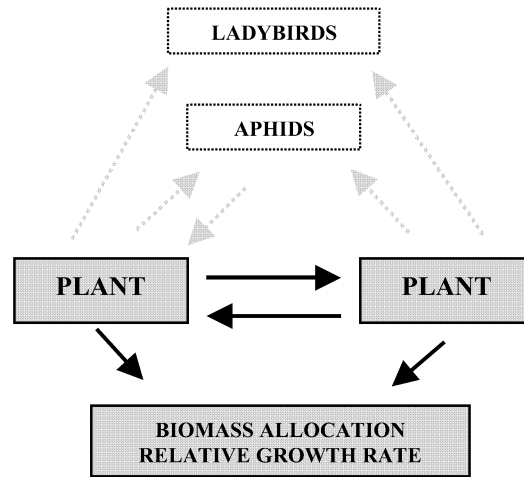 LADYBIRDS
APHIDS
PLANT
PLANT
BIOMASS ALLOCATION
RELATIVE GROWTH RATE